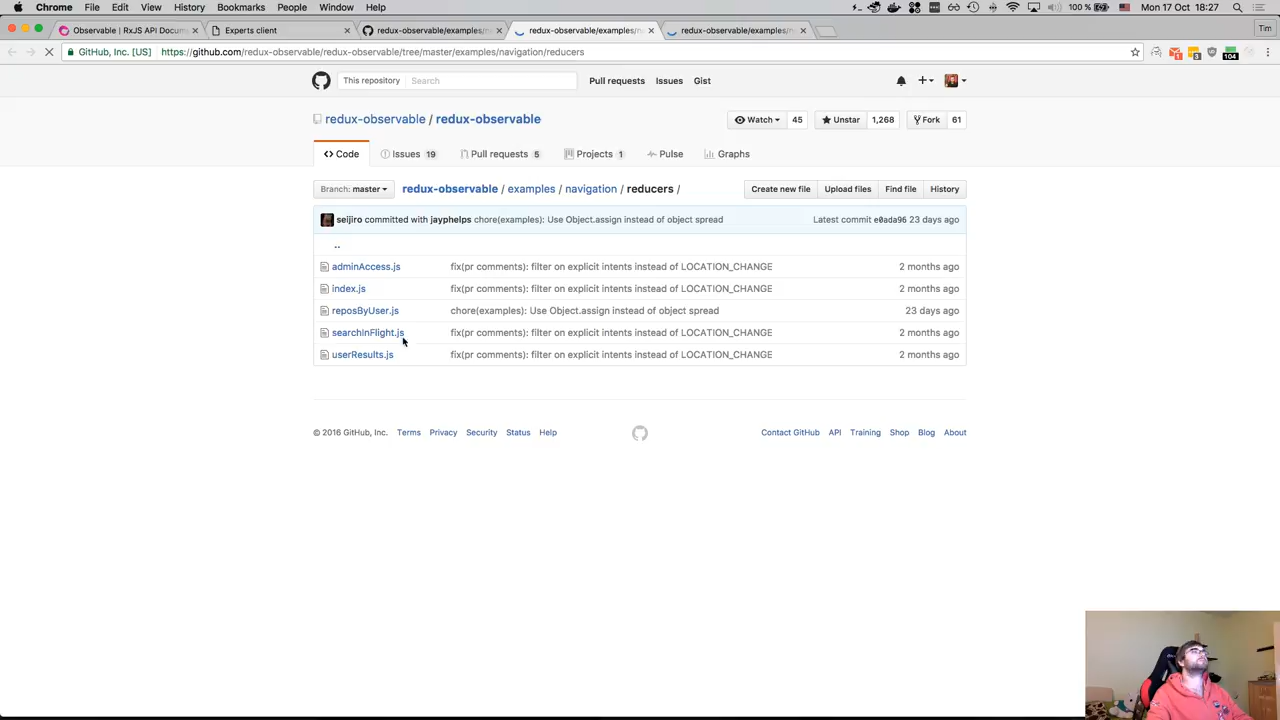 Chrome File Edit View History Bookmarks People Window Help 100% Mon 17 Oct 18:27
Observable | RxJS API Docum Experts client redux-observable/examples/n redux-observable/examples/n redux-observable/examples/n Tim
GitHub, Inc. [US] https://github.com/redux-observable/redux-observable/tree/master/examples/navigation/reducers 1 3 104
This repository Search Pull requests Issues Gist
redux-observable / redux-observable Watch 45 Unstar 1,268 Fork 61
Code Issues 19 Pull requests 5 Projects 1 Pulse Graphs
Branch: master redux-observable / examples / navigation / reducers / Create new file Upload files Find file History
seijiro committed with jayphelps chore(examples): Use Object.assign instead of object spread Latest commit e0ada96 23 days ago
..
adminAccess.js fix(pr comments): filter on explicit intents instead of LOCATION_CHANGE 2 months ago
index.js fix(pr comments): filter on explicit intents instead of LOCATION_CHANGE 2 months ago
reposByUser.js chore(examples): Use Object.assign instead of object spread 23 days ago
searchInFlight.js fix(pr comments): filter on explicit intents instead of LOCATION_CHANGE 2 months ago
userResults.js fix(pr comments): filter on explicit intents instead of LOCATION_CHANGE 2 months ago
© 2016 GitHub, Inc. Terms Privacy Security Status Help Contact GitHub API Training Shop Blog About